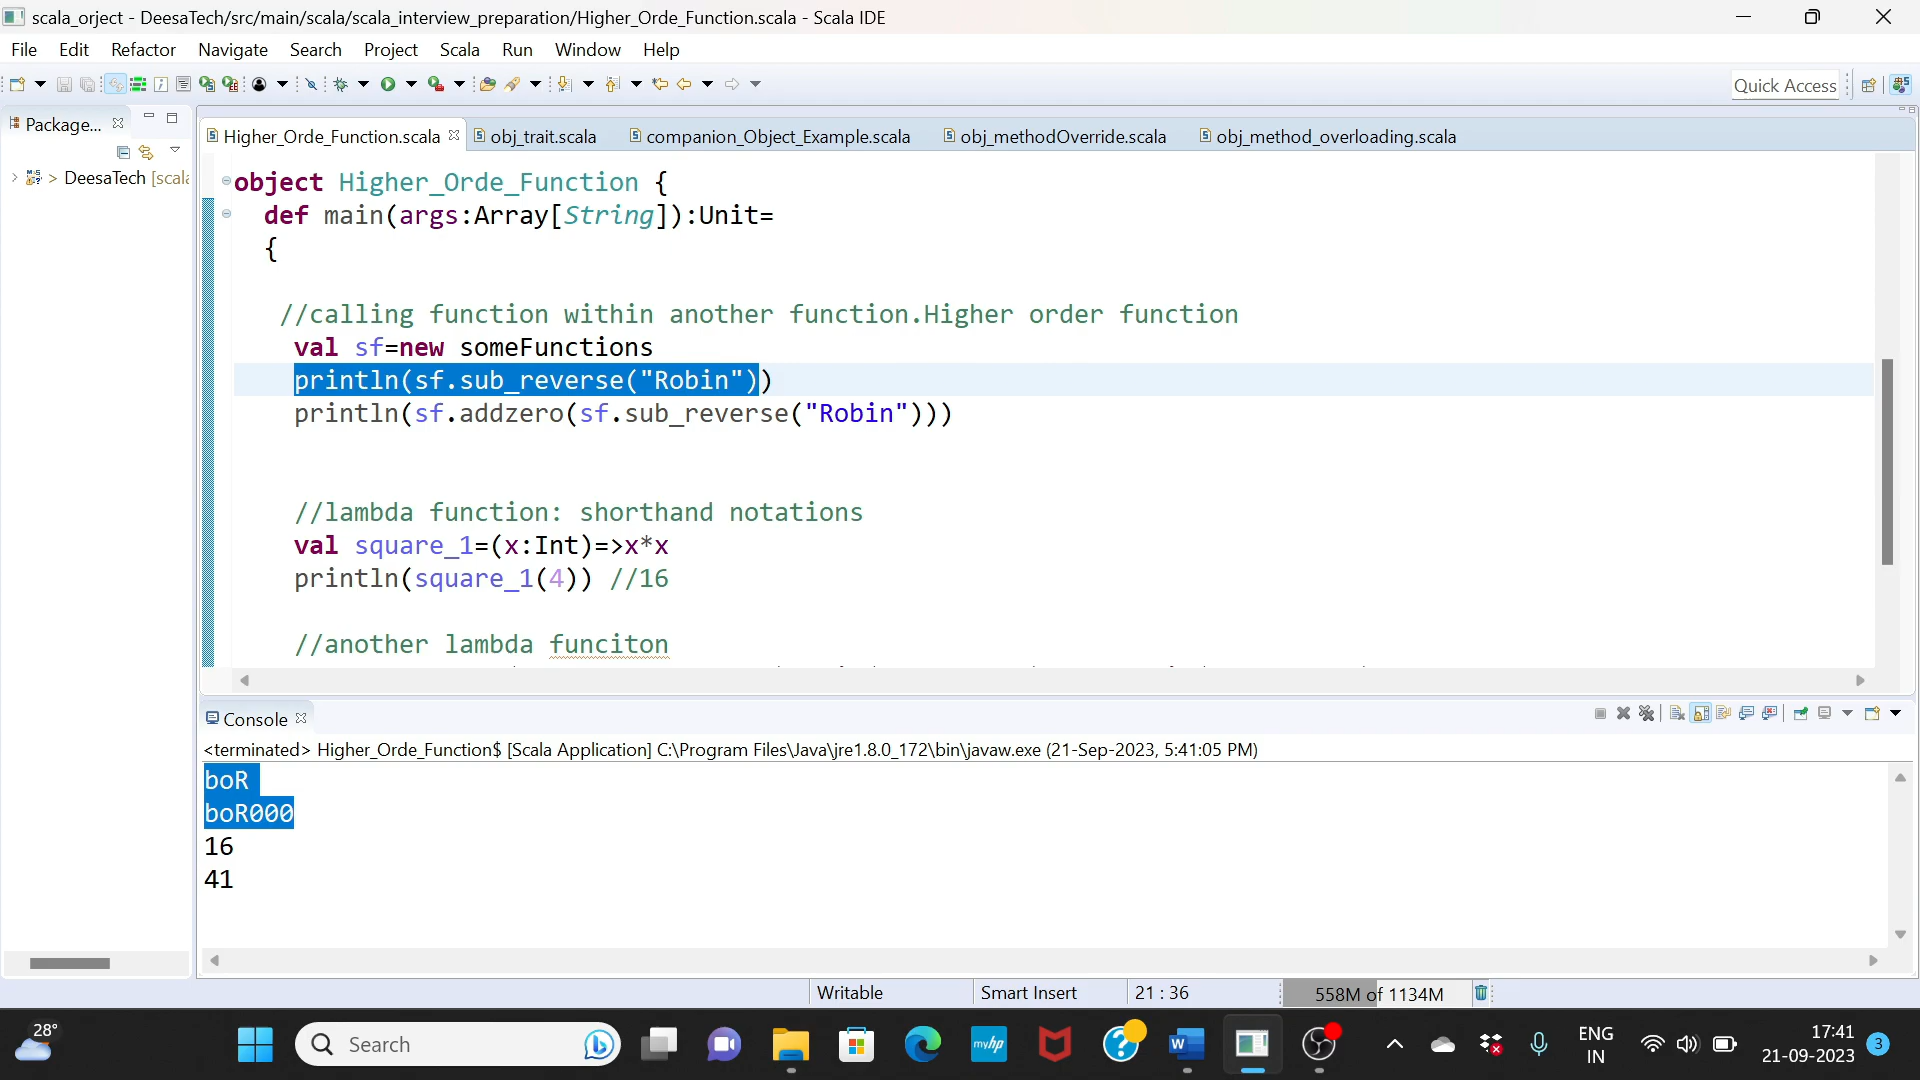 scala_orject - DeesaTech/src/main/scala/scala_interview_preparation/Higher_Orde_Function.scala - Scala IDE
File Edit Refactor Navigate Search Project Scala Run Window Help
Quick Access
Package...
> DeesaTech [scala
Higher_Orde_Function.scala obj_trait.scala companion_Object_Example.scala obj_methodOverride.scala obj_method_overloading.scala
object Higher_Orde_Function {
def main(args:Array[String]):Unit=
{
//calling function within another function.Higher order function
val sf=new someFunctions
println(sf.sub_reverse("Robin"))
println(sf.addzero(sf.sub_reverse("Robin")))
//lambda function: shorthand notations
val square_1=(x:Int)=>x*x
println(square_1(4)) //16
//another lambda funciton
Console
<terminated> Higher_Orde_Function$ [Scala Application] C:\Program Files\Java\jre1.8.0_172\bin\javaw.exe (21-Sep-2023, 5:41:05 PM)
boR
boR000
16
41
Writable Smart Insert 21 : 36 558M of 1134M
28°
Search
myhp
W
ENG
IN
17:41
21-09-2023
3